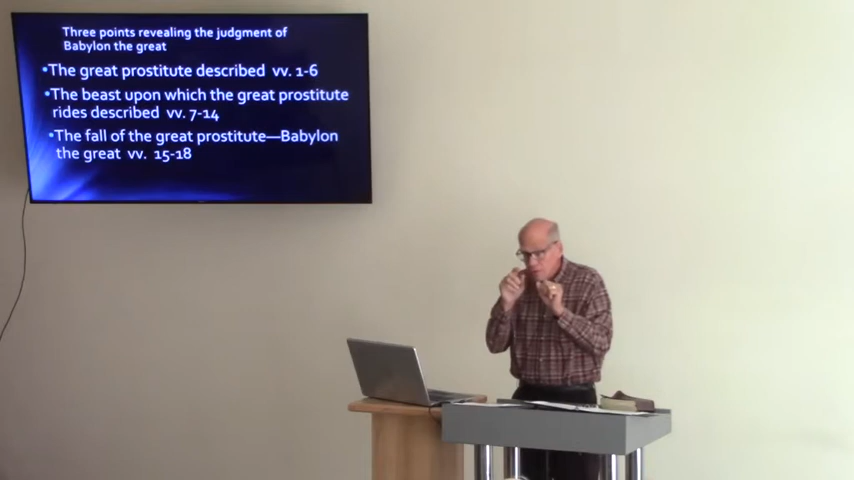 Three points revealing the judgment of
Babylon the great
•The great prostitute described vv. 1-6
•The beast upon which the great prostitute
rides described vv. 7-14
•The fall of the great prostitute—Babylon
the great vv. 15-18